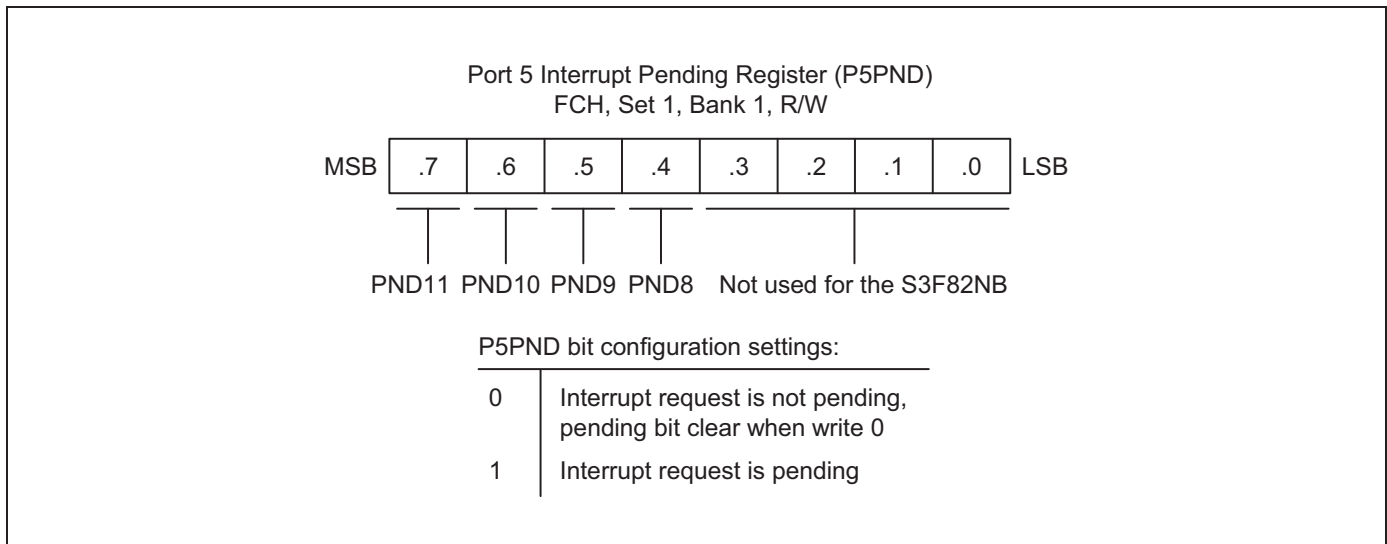 Port 5 Interrupt Pending Register (P5PND)
FCH, Set 1, Bank 1, R/W
MSB .7 .6 .5 .4 .3 .2 .1 .0 LSB
PND11 PND10 PND9 PND8 Not used for the S3F82NB
P5PND bit configuration settings:
0 Interrupt request is not pending,
pending bit clear when write 0
1 Interrupt request is pending